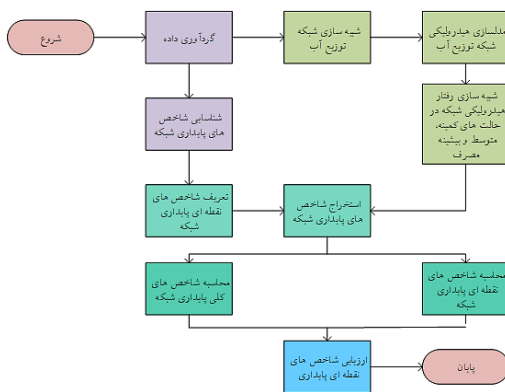 شروع
گردآوری داده
شیه سازی شبکه
توزیع آب
مدلسازی هیدرولیکی
شبکه توزیع آب
شناسایی شاخص
های پایداری شبکه
شیه سازی رفتار
هیدرولیکی شبکه در
حالت های کمینه،
متوسط و بیشینه
مصرف
تعریف شاخص های
نقطه ای پایداری
شبکه
استخراج شاخص
های پایداری شبکه
محاسبه شاخص های
کلی پایداری شبکه
محاسبه شاخص های
نقطه ای پایداری
شبکه
ارزیابی شاخص های
نقطه ای پایداری
پایان